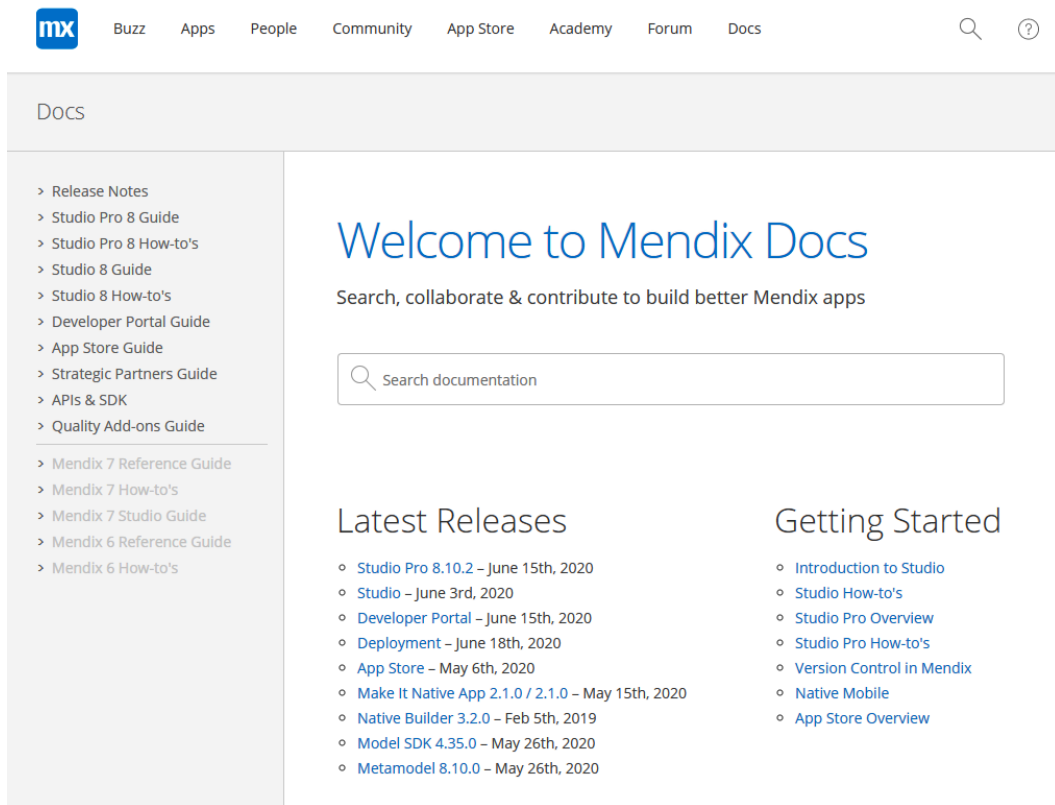 mx Buzz Apps People Community App Store Academy Forum Docs ?
Docs
> Release Notes
> Studio Pro 8 Guide
> Studio Pro 8 How-to's
> Studio 8 Guide
> Studio 8 How-to's
> Developer Portal Guide
> App Store Guide
> Strategic Partners Guide
> APIs & SDK
> Quality Add-ons Guide
> Mendix 7 Reference Guide
> Mendix 7 How-to's
> Mendix 7 Studio Guide
> Mendix 6 Reference Guide
> Mendix 6 How-to's
Welcome to Mendix Docs
Search, collaborate & contribute to build better Mendix apps
Search documentation
Latest Releases
Studio Pro 8.10.2 – June 15th, 2020
Studio – June 3rd, 2020
Developer Portal – June 15th, 2020
Deployment – June 18th, 2020
App Store – May 6th, 2020
Make It Native App 2.1.0 / 2.1.0 – May 15th, 2020
Native Builder 3.2.0 – Feb 5th, 2019
Model SDK 4.35.0 – May 26th, 2020
Metamodel 8.10.0 – May 26th, 2020
Getting Started
Introduction to Studio
Studio How-to's
Studio Pro Overview
Studio Pro How-to's
Version Control in Mendix
Native Mobile
App Store Overview